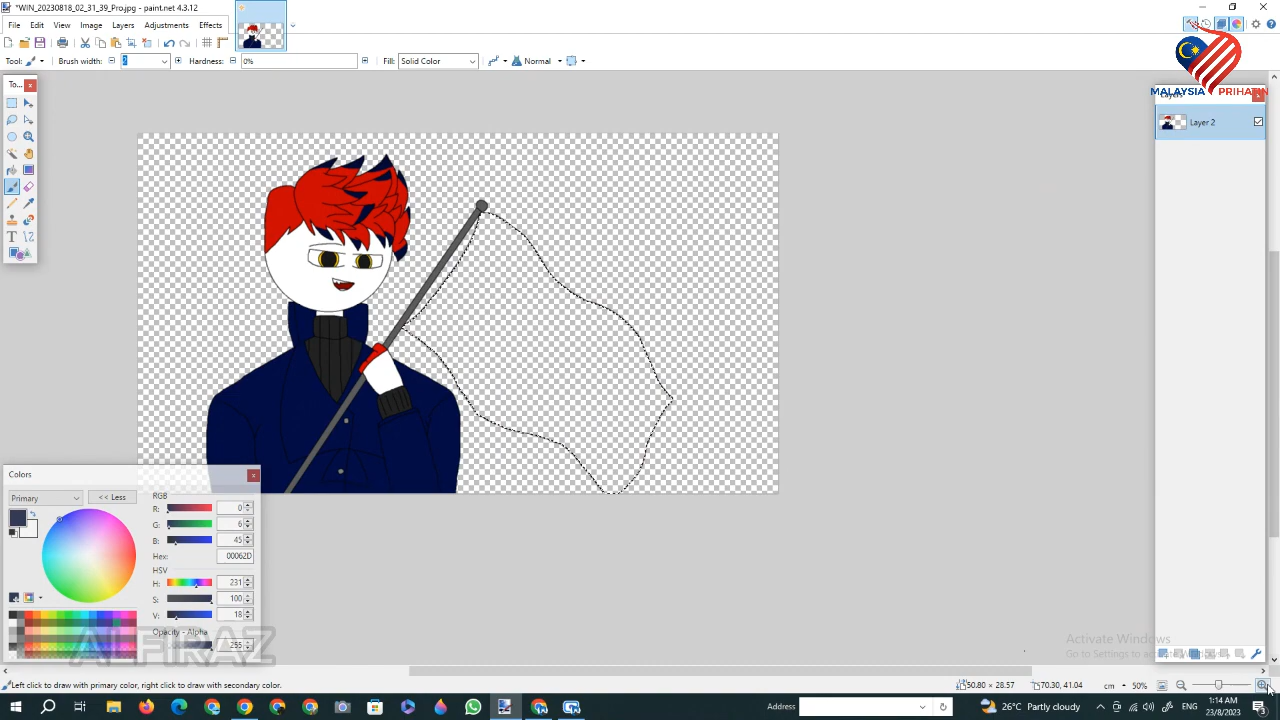 *WIN_20230818_02_31_39_Pro.jpg - paint.net 4.3.12
File Edit View Image Layers Adjustments Effects
Tool: Brush width: 2 Hardness: 0% Fill: Solid Color Normal
To...
MALAYSIA PRIHATIN
Layers
Layer 2
Colors
Primary
<< Less
RGB
R: 0
G: 6
B: 45
Hex: 00062D
HSV
H: 231
S: 100
V: 18
Opacity - Alpha
255
ALFIRAZ
Activate Windows
Go to Settings to activate Windows.
Left click to draw with primary color, right click to draw with secondary color.
50.80 × 28.57
70.30, 41.04
cm
50%
Address
26°C Partly cloudy
ENG
1:14 AM
23/8/2023
3